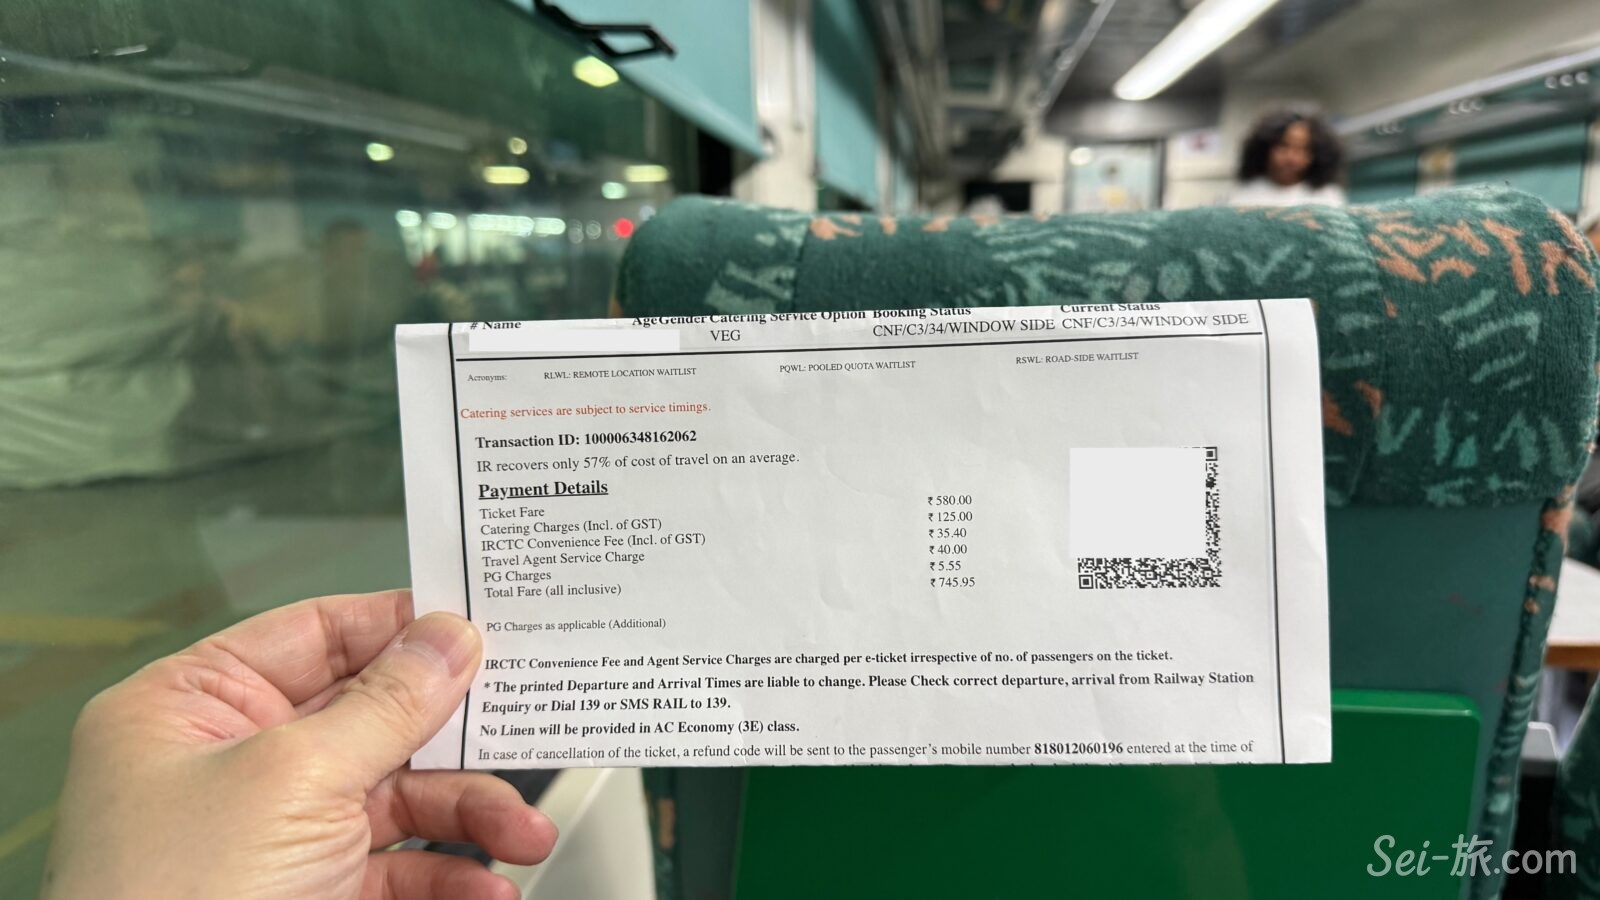 # Name AgeGender Catering Service Option Booking Status Current Status
VEG CNF/C3/34/WINDOW SIDE CNF/C3/34/WINDOW SIDE
Acronyms: RLWL: REMOTE LOCATION WAITLIST PQWL: POOLED QUOTA WAITLIST RSWL: ROAD-SIDE WAITLIST
Catering services are subject to service timings.
Transaction ID: 100006348162062
IR recovers only 57% of cost of travel on an average.
Payment Details
Ticket Fare ₹ 580.00
Catering Charges (Incl. of GST) ₹ 125.00
IRCTC Convenience Fee (Incl. of GST) ₹ 35.40
Travel Agent Service Charge ₹ 40.00
PG Charges ₹ 5.55
Total Fare (all inclusive) ₹ 745.95
PG Charges as applicable (Additional)
IRCTC Convenience Fee and Agent Service Charges are charged per e-ticket irrespective of no. of passengers on the ticket.
* The printed Departure and Arrival Times are liable to change. Please Check correct departure, arrival from Railway Station
Enquiry or Dial 139 or SMS RAIL to 139.
No Linen will be provided in AC Economy (3E) class.
In case of cancellation of the ticket, a refund code will be sent to the passenger's mobile number 818012060196 entered at the time of
Sei-旅.com